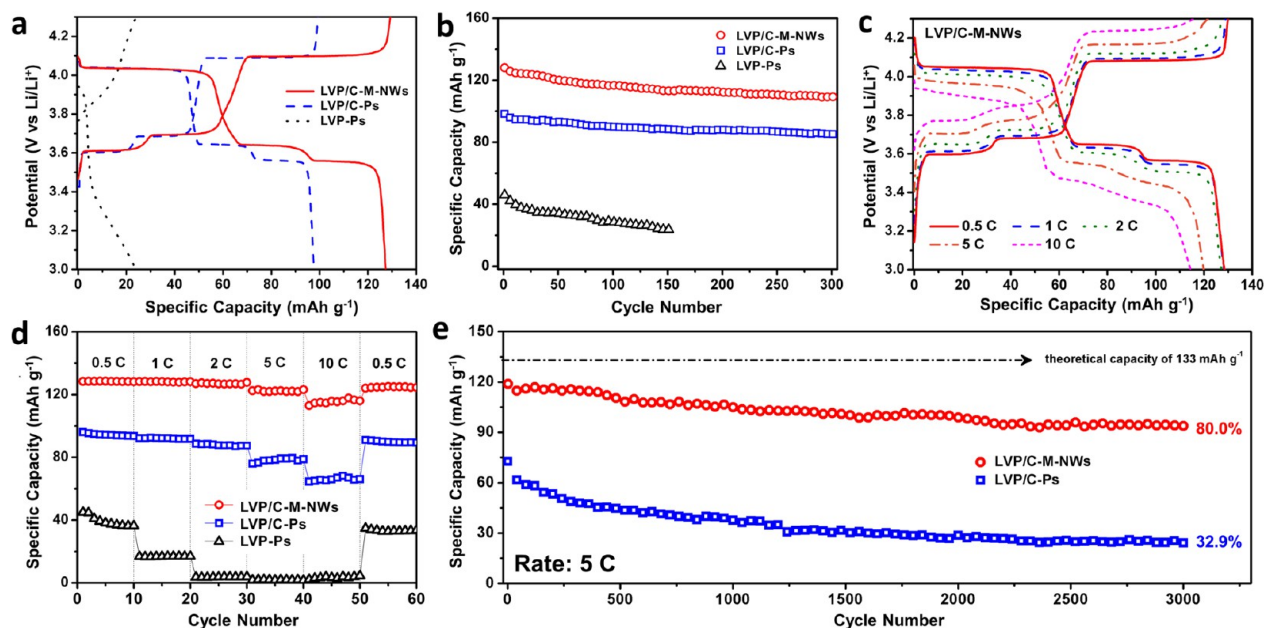 a
4.2
4.0
3.8
3.6
3.4
3.2
3.0
Potential (V vs Li/Li⁺)
LVP/C-M-NWs
LVP/C-Ps
LVP-Ps
0 20 40 60 80 100 120 140
Specific Capacity (mAh g⁻¹)
b
160
120
80
40
0
Specific Capacity (mAh g⁻¹)
LVP/C-M-NWs
LVP/C-Ps
LVP-Ps
0 50 100 150 200 250 300
Cycle Number
c
LVP/C-M-NWs
4.2
4.0
3.8
3.6
3.4
3.2
3.0
Potential (V vs Li/Li⁺)
0.5 C 1 C 2 C
5 C 10 C
0 20 40 60 80 100 120 140
Specific Capacity (mAh g⁻¹)
d
160
120
80
40
0
Specific Capacity (mAh g⁻¹)
0.5 C 1 C 2 C 5 C 10 C 0.5 C
LVP/C-M-NWs
LVP/C-Ps
LVP-Ps
0 10 20 30 40 50 60
Cycle Number
e
150
120
90
60
30
0
Specific Capacity (mAh g⁻¹)
theoretical capacity of 133 mAh g⁻¹
80.0%
LVP/C-M-NWs
LVP/C-Ps
32.9%
Rate: 5 C
0 500 1000 1500 2000 2500 3000
Cycle Number